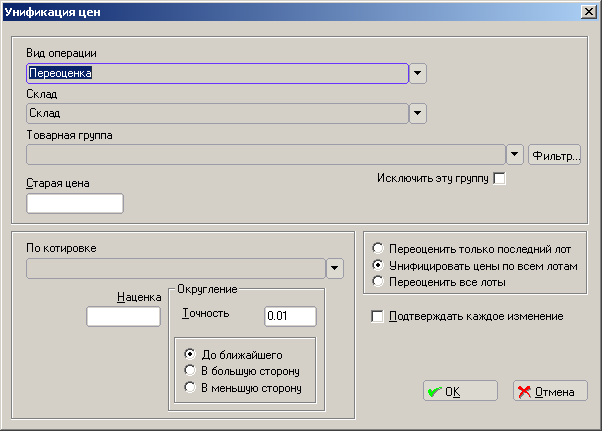 Унификация цен
Вид операции
Переоценка
Склад
Склад
Товарная группа
Фильтр...
Исключить эту группу
Старая цена
По котировке
Наценка
Округление
Точность
0.01
До ближайшего
В большую сторону
В меньшую сторону
Переоценить только последний лот
Унифицировать цены по всем лотам
Переоценить все лоты
Подтверждать каждое изменение
OK
Отмена